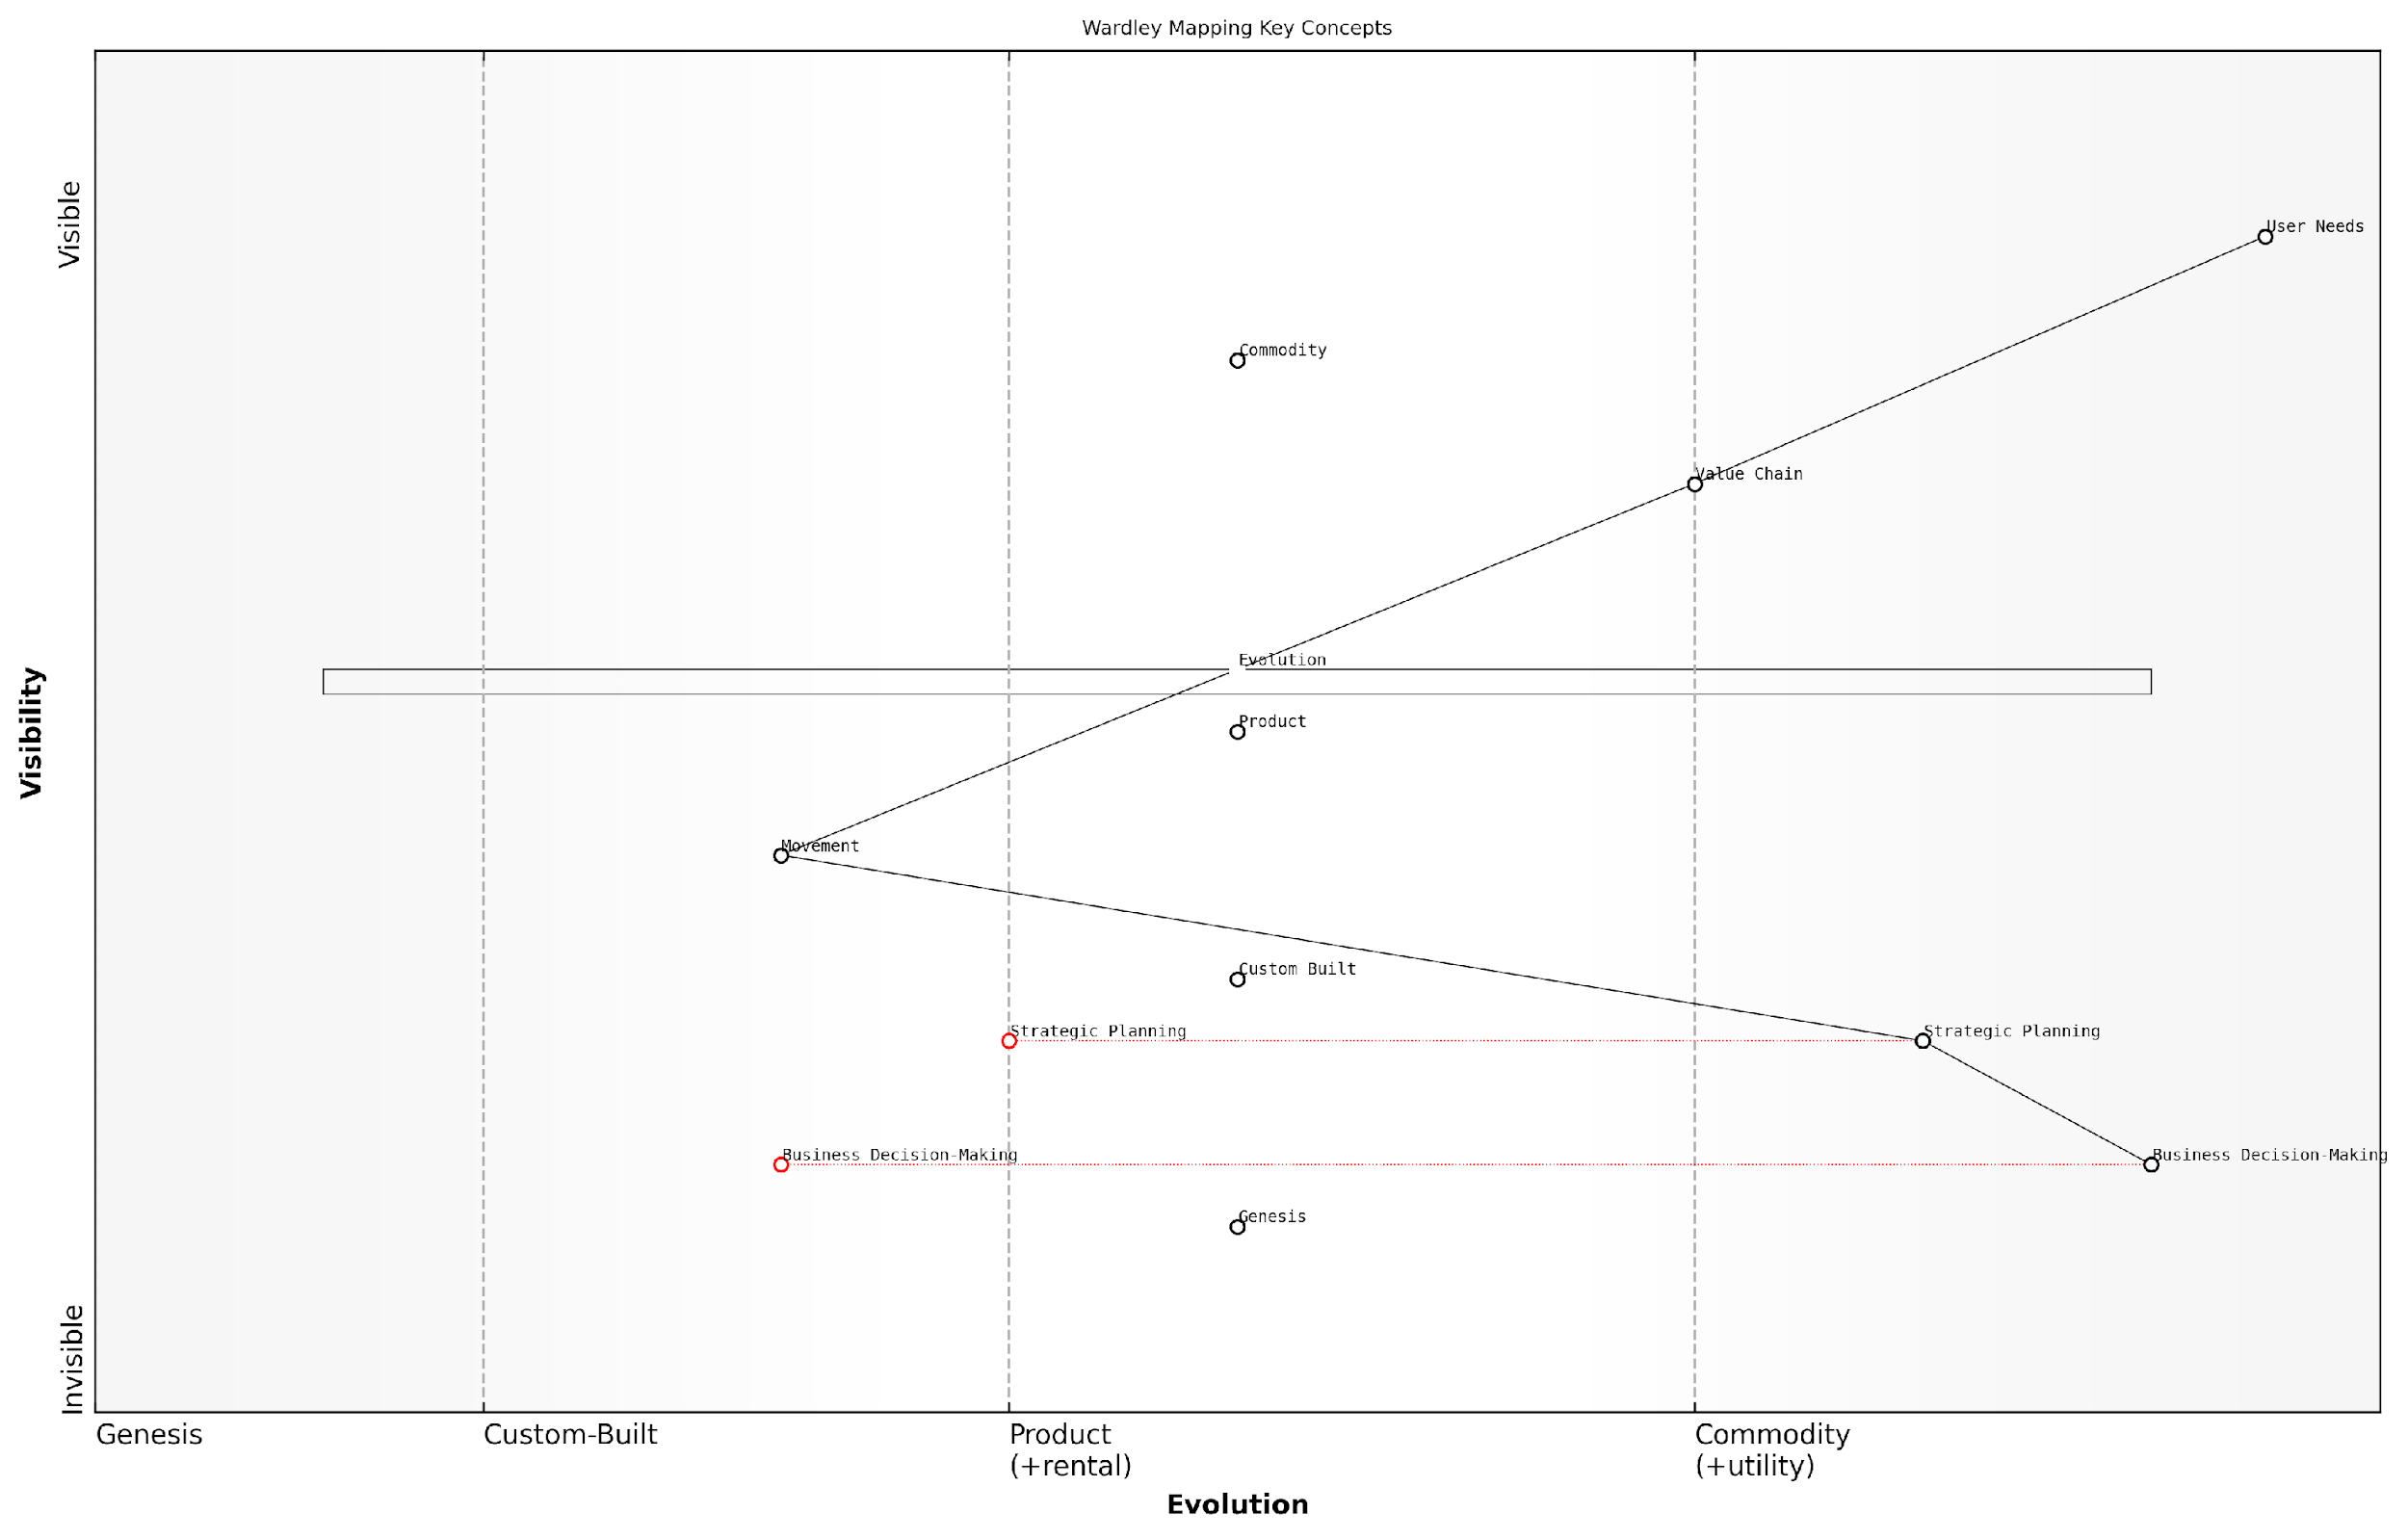 Wardley Mapping Key Concepts
Visible
User Needs
Commodity
Value Chain
Evolution
Visibility
Product
Movement
Custom Built
Strategic Planning
Strategic Planning
Business Decision-Making
Business Decision-Making
Genesis
Invisible
Genesis
Custom-Built
Product
(+rental)
Commodity
(+utility)
Evolution